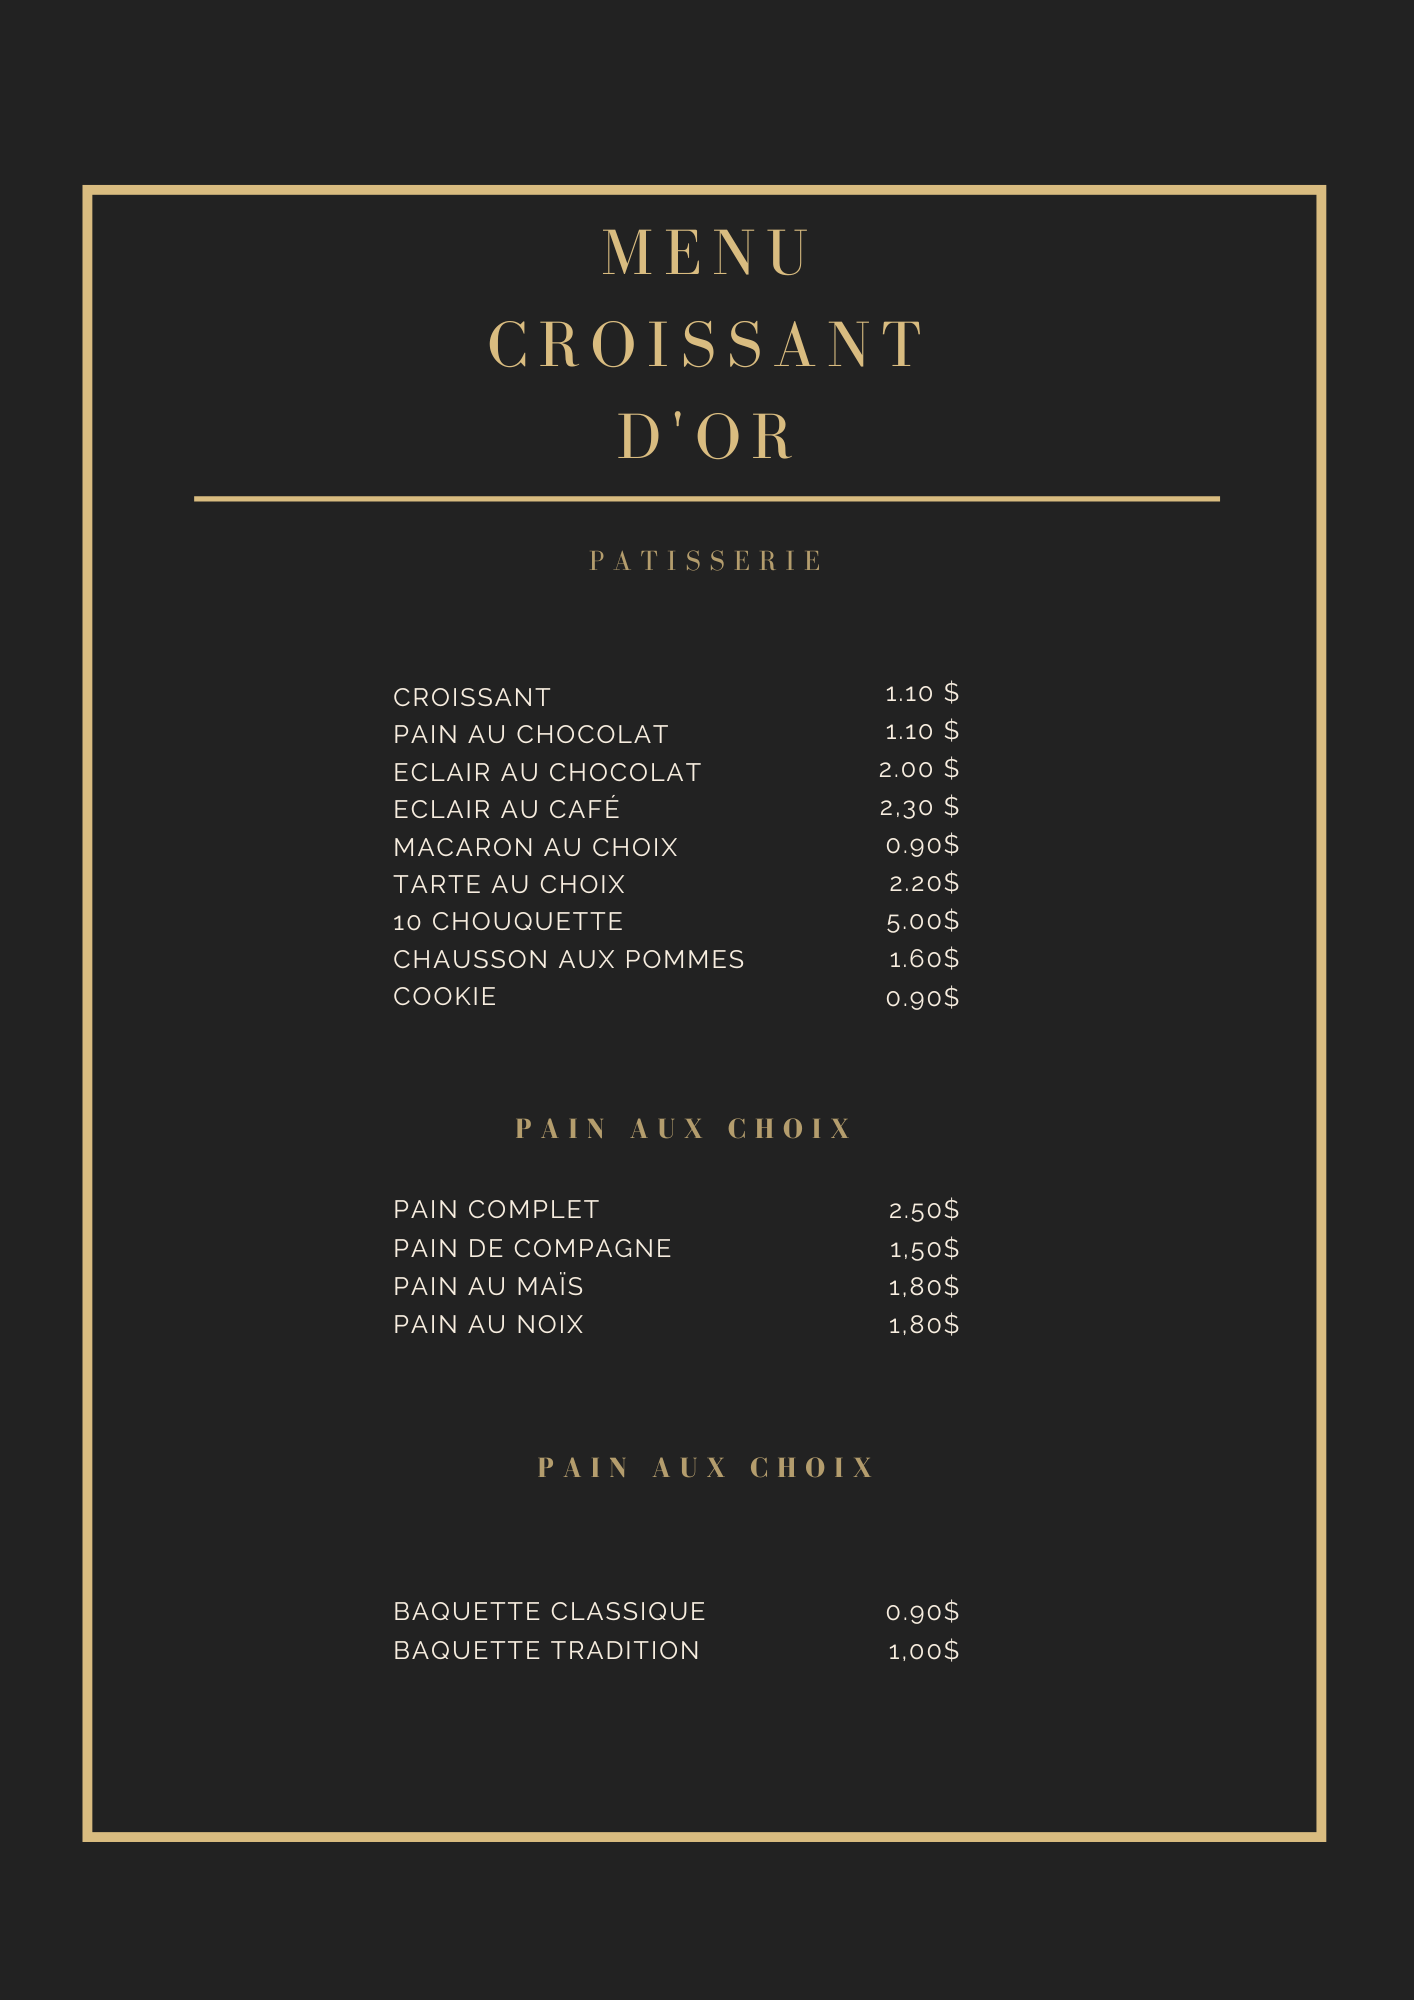 MENU
CROISSANT
D'OR
PATISSERIE
CROISSANT 1.10 $
PAIN AU CHOCOLAT 1.10 $
ECLAIR AU CHOCOLAT 2.00 $
ECLAIR AU CAFÉ 2,30 $
MACARON AU CHOIX 0.90$
TARTE AU CHOIX 2.20$
10 CHOUQUETTE 5.00$
CHAUSSON AUX POMMES 1.60$
COOKIE 0.90$
PAIN AUX CHOIX
PAIN COMPLET 2.50$
PAIN DE COMPAGNE 1,50$
PAIN AU MAÏS 1,80$
PAIN AU NOIX 1,80$
PAIN AUX CHOIX
BAQUETTE CLASSIQUE 0.90$
BAQUETTE TRADITION 1,00$